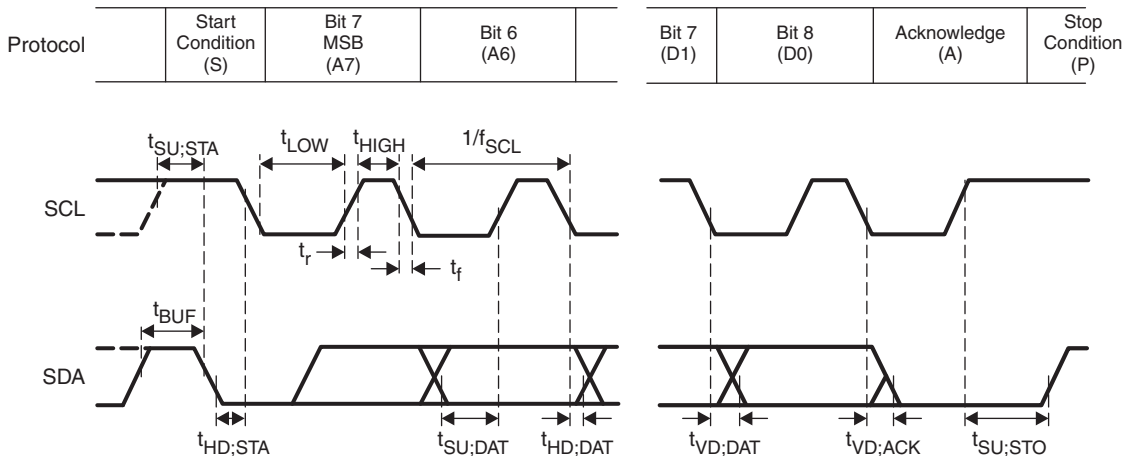 Protocol
Start
Condition
(S)
Bit 7
MSB
(A7)
Bit 6
(A6)
Bit 7
(D1)
Bit 8
(D0)
Acknowledge
(A)
Stop
Condition
(P)
tSU;STA
tLOW
tHIGH
1/fSCL
SCL
tr
tf
tBUF
SDA
tHD;STA
tSU;DAT
tHD;DAT
tVD;DAT
tVD;ACK
tSU;STO